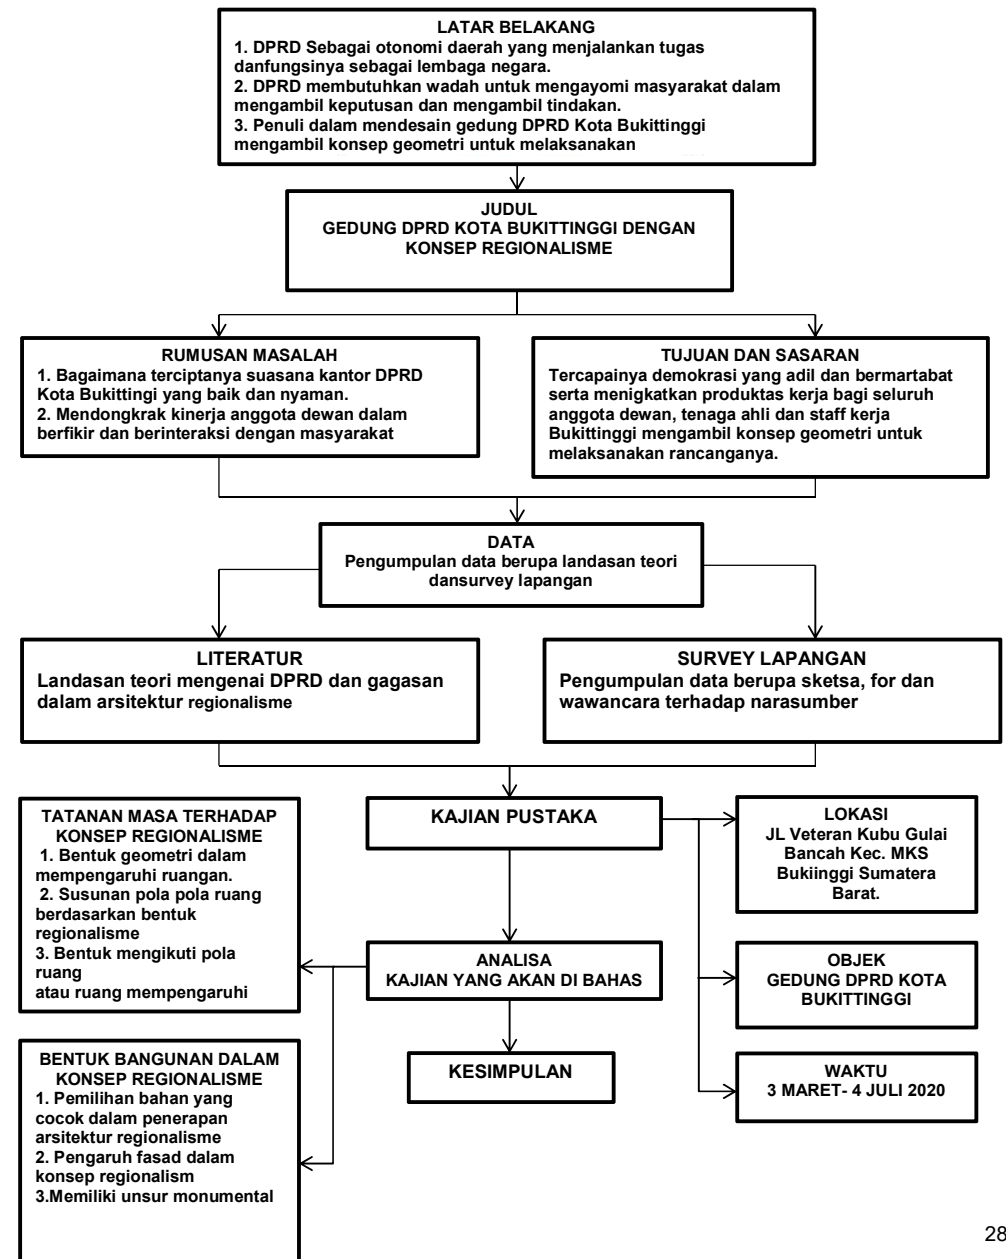 LATAR BELAKANG
1. DPRD Sebagai otonomi daerah yang menjalankan tugas
danfungsinya sebagai lembaga negara.
2. DPRD membutuhkan wadah untuk mengayomi masyarakat dalam
mengambil keputusan dan mengambil tindakan.
3. Penuli dalam mendesain gedung DPRD Kota Bukittinggi
mengambil konsep geometri untuk melaksanakan
JUDUL
GEDUNG DPRD KOTA BUKITTINGGI DENGAN
KONSEP REGIONALISME
RUMUSAN MASALAH
1. Bagaimana terciptanya suasana kantor DPRD
Kota Bukittingi yang baik dan nyaman.
2. Mendongkrak kinerja anggota dewan dalam
berfikir dan berinteraksi dengan masyarakat
TUJUAN DAN SASARAN
Tercapainya demokrasi yang adil dan bermartabat
serta menigkatkan produktas kerja bagi seluruh
anggota dewan, tenaga ahli dan staff kerja
Bukittinggi mengambil konsep geometri untuk
melaksanakan rancanganya.
DATA
Pengumpulan data berupa landasan teori
dansurvey lapangan
LITERATUR
Landasan teori mengenai DPRD dan gagasan
dalam arsitektur regionalisme
SURVEY LAPANGAN
Pengumpulan data berupa sketsa, for dan
wawancara terhadap narasumber
TATANAN MASA TERHADAP
KONSEP REGIONALISME
1. Bentuk geometri dalam
mempengaruhi ruangan.
2. Susunan pola pola ruang
berdasarkan bentuk
regionalisme
3. Bentuk mengikuti pola
ruang
atau ruang mempengaruhi
KAJIAN PUSTAKA
LOKASI
JL Veteran Kubu Gulai
Bancah Kec. MKS
Bukiinggi Sumatera
Barat.
ANALISA
KAJIAN YANG AKAN DI BAHAS
OBJEK
GEDUNG DPRD KOTA
BUKITTINGGI
BENTUK BANGUNAN DALAM
KONSEP REGIONALISME
1. Pemilihan bahan yang
cocok dalam penerapan
arsitektur regionalisme
2. Pengaruh fasad dalam
konsep regionalism
3.Memiliki unsur monumental
KESIMPULAN
WAKTU
3 MARET- 4 JULI 2020
28